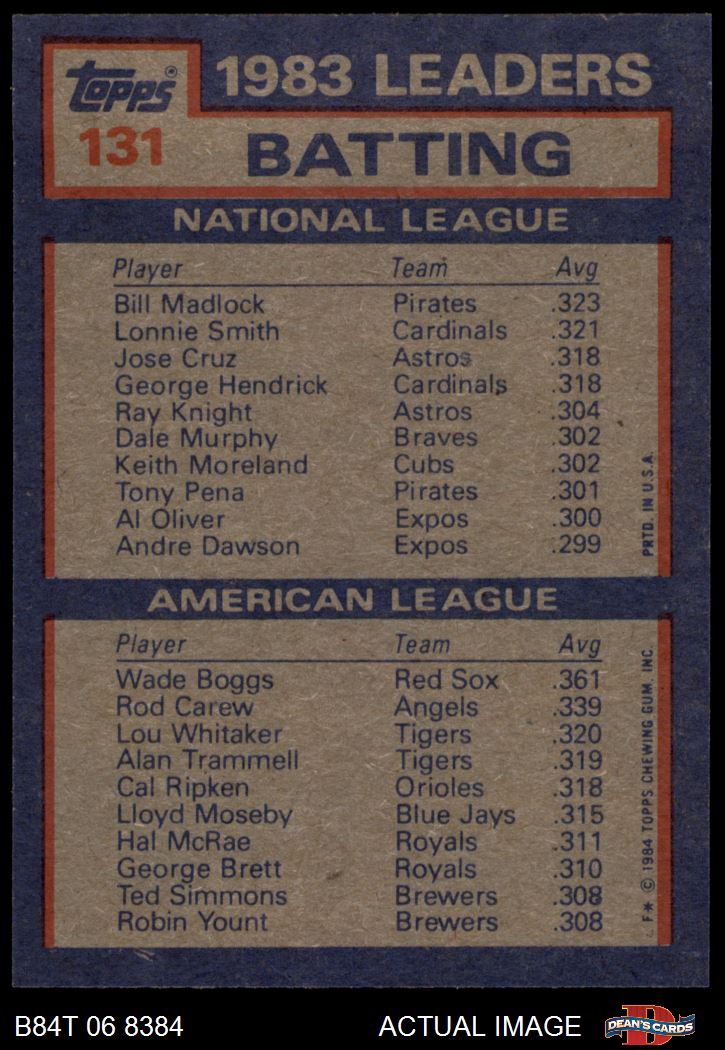 Topps®
1983 LEADERS
131
BATTING
NATIONAL LEAGUE
Player Team Avg
Bill Madlock Pirates .323
Lonnie Smith Cardinals .321
Jose Cruz Astros .318
George Hendrick Cardinals .318
Ray Knight Astros .304
Dale Murphy Braves .302
Keith Moreland Cubs .302
Tony Pena Pirates .301
Al Oliver Expos .300
Andre Dawson Expos .299
PRTD. IN U.S.A.
AMERICAN LEAGUE
Player Team Avg
Wade Boggs Red Sox .361
Rod Carew Angels .339
Lou Whitaker Tigers .320
Alan Trammell Tigers .319
Cal Ripken Orioles .318
Lloyd Moseby Blue Jays .315
Hal McRae Royals .311
George Brett Royals .310
Ted Simmons Brewers .308
Robin Yount Brewers .308
F* © 1984 TOPPS CHEWING GUM, INC.
B84T 06 8384 ACTUAL IMAGE
D
DEAN'S CARDS